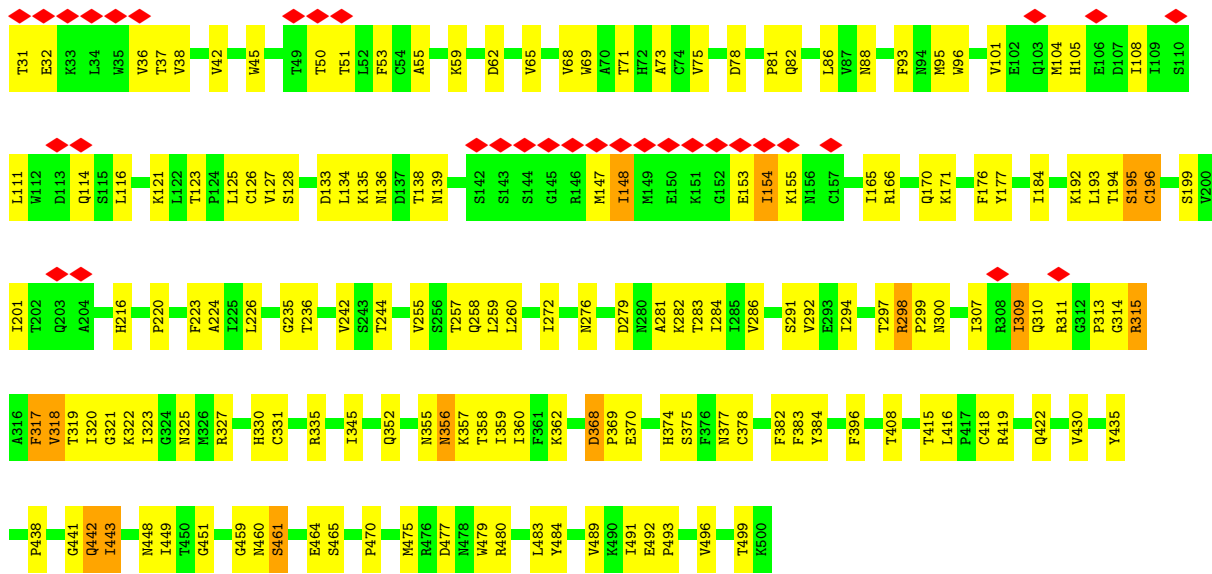 T31 E32 K33 L34 W35 V36 T37 V38 V42 W45 T49 T50 T51 L52 F53 C54 A55 K59 D62 V65 V68 W69 A70 T71 H72 A73 C74 V75 D78 P81 Q82 L86 V87 N88 F93 N94 M95 W96 V101 E102 Q103 M104 H105 E106 D107 I108 I109 S110
L111 W112 D113 Q114 S115 L116 K121 L122 T123 P124 L125 C126 V127 S128 D133 L134 K135 N136 D137 T138 N139 S142 S143 S144 G145 R146 M147 I148 M149 E150 K151 G152 E153 I154 K155 N156 C157 I165 R166 Q170 K171 F176 Y177 I184 K192 L193 T194 S195 C196 S199 V200
I201 T202 Q203 A204 H216 P220 F223 A224 I225 L226 G235 T236 V242 S243 T244 V255 S256 T257 Q258 L259 L260 I272 N276 D279 N280 A281 K282 T283 I284 I285 V286 S291 V292 E293 I294 T297 R298 P299 N300 I307 R308 I309 Q310 R311 G312 P313 G314 R315
A316 F317 V318 T319 I320 G321 K322 I323 G324 N325 M326 R327 H330 C331 R335 I345 Q352 N355 N356 K357 T358 I359 I360 F361 K362 D368 P369 E370 H374 S375 F376 N377 C378 F382 F383 Y384 F396 T408 T415 L416 P417 C418 R419 Q422 V430 Y435
P438 G441 Q442 I443 N448 I449 T450 G451 G459 N460 S461 E464 S465 P470 M475 R476 D477 N478 W479 R480 L483 Y484 V489 K490 I491 E492 P493 V496 T499 K500